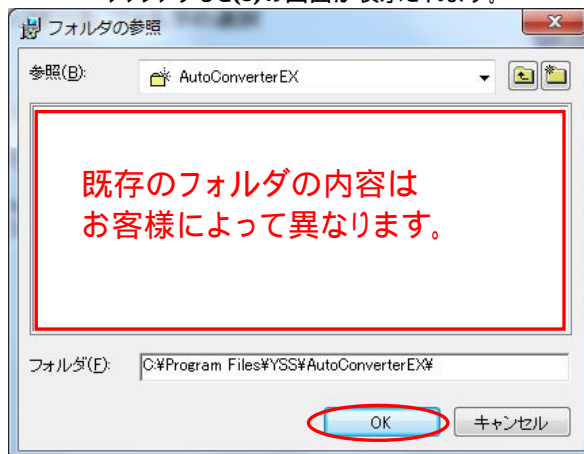 フォルダの参照
参照(B):
AutoConverterEX
既存のフォルダの内容は
お客様によって異なります。
フォルダ(F):
C:¥Program Files¥YSS¥AutoConverterEX¥
OK
キャンセル